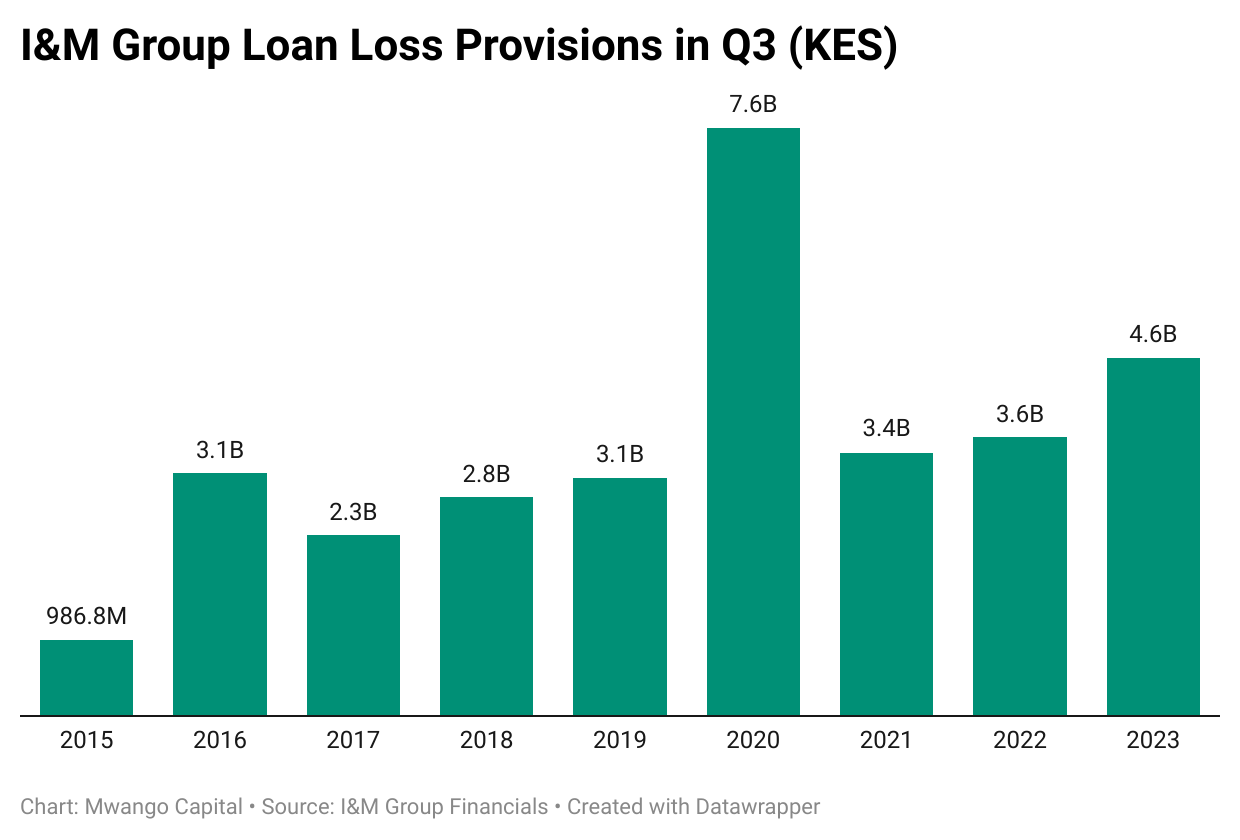 I&M Group Loan Loss Provisions in Q3 (KES)
7.6B
4.6B
3.6B
3.4B
3.1B
3.1B
2.8B
2.3B
986.8M
2015 2016 2017 2018 2019 2020 2021 2022 2023
Chart: Mwango Capital • Source: I&M Group Financials • Created with Datawrapper